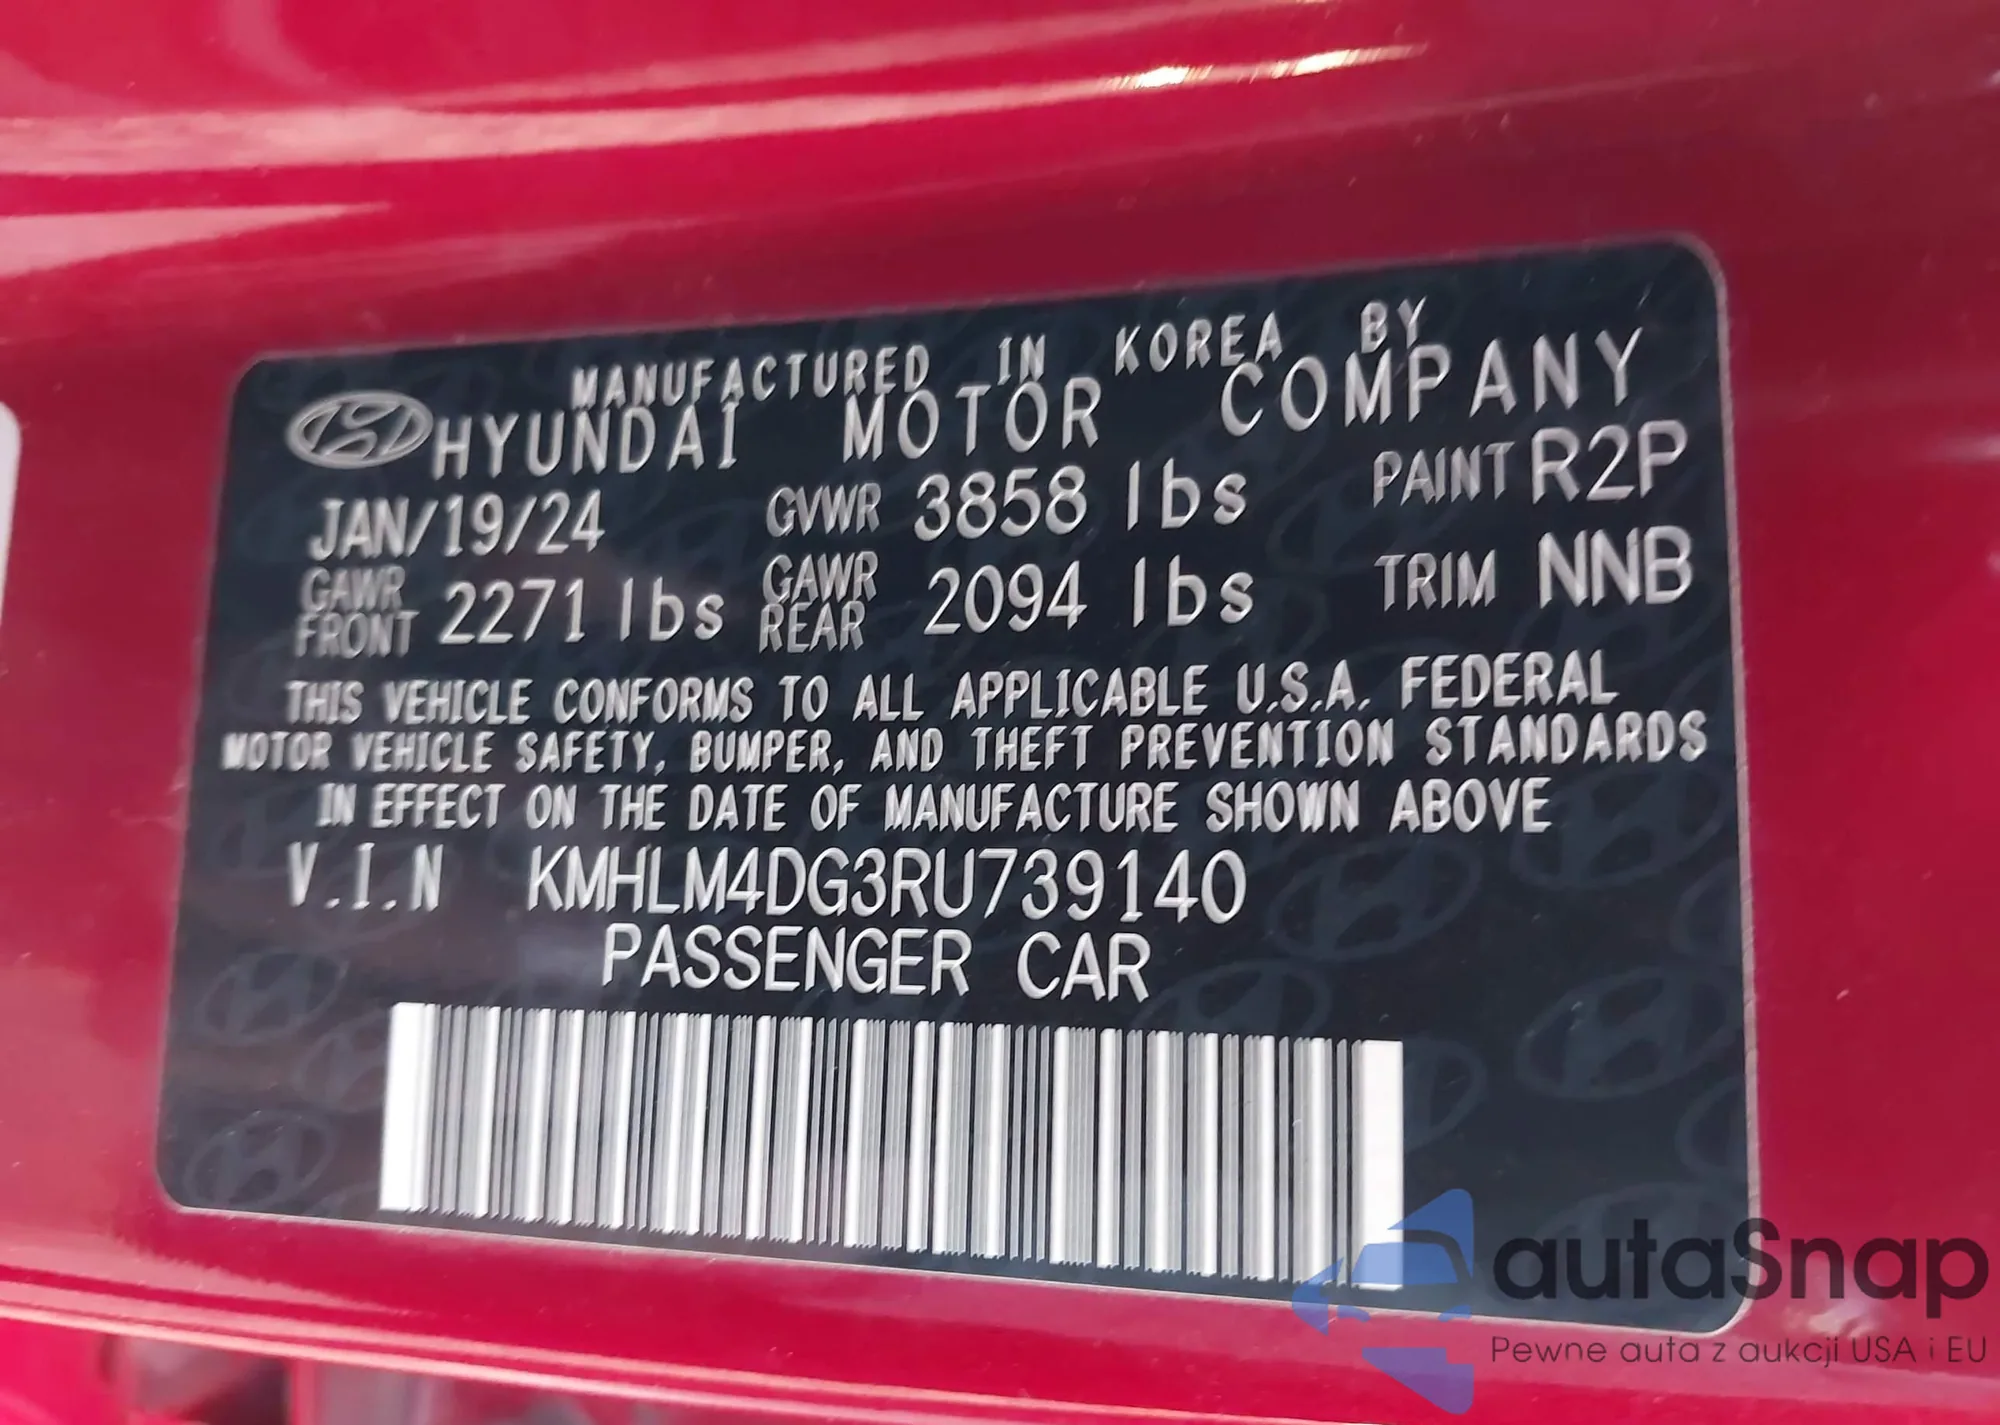 MANUFACTURED IN KOREA BY
HYUNDAI MOTOR COMPANY
JAN/19/24 GVWR 3858 lbs PAINT R2P
GAWR FRONT 2271 lbs GAWR REAR 2094 lbs TRIM NNB
THIS VEHICLE CONFORMS TO ALL APPLICABLE U.S.A. FEDERAL
MOTOR VEHICLE SAFETY, BUMPER, AND THEFT PREVENTION STANDARDS
IN EFFECT ON THE DATE OF MANUFACTURE SHOWN ABOVE
V.I.N KMHLM4DG3RU739140
PASSENGER CAR
autaSnap
Pewne auta z aukcji USA i EU